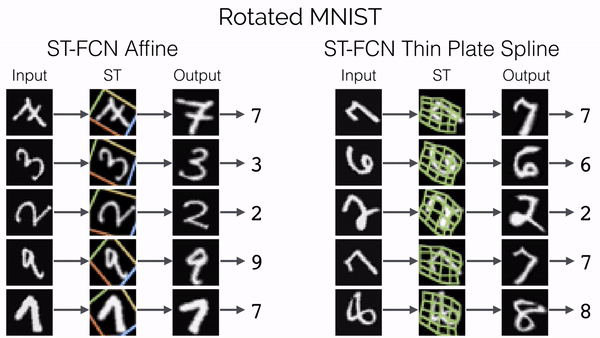 Rotated MNIST
ST-FCN Affine
Input ST Output
7
3
2
9
7
ST-FCN Thin Plate Spline
Input ST Output
7
6
2
7
8